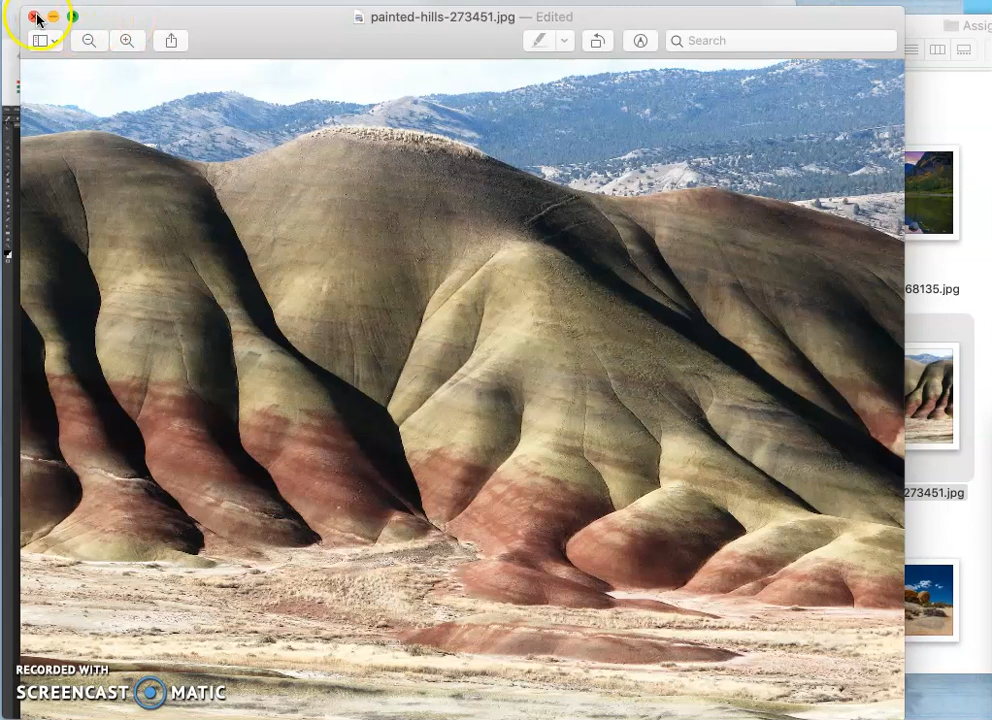 painted-hills-273451.jpg — Edited
Assig
Search
68135.jpg
273451.jpg
RECORDED WITH
SCREENCAST MATIC